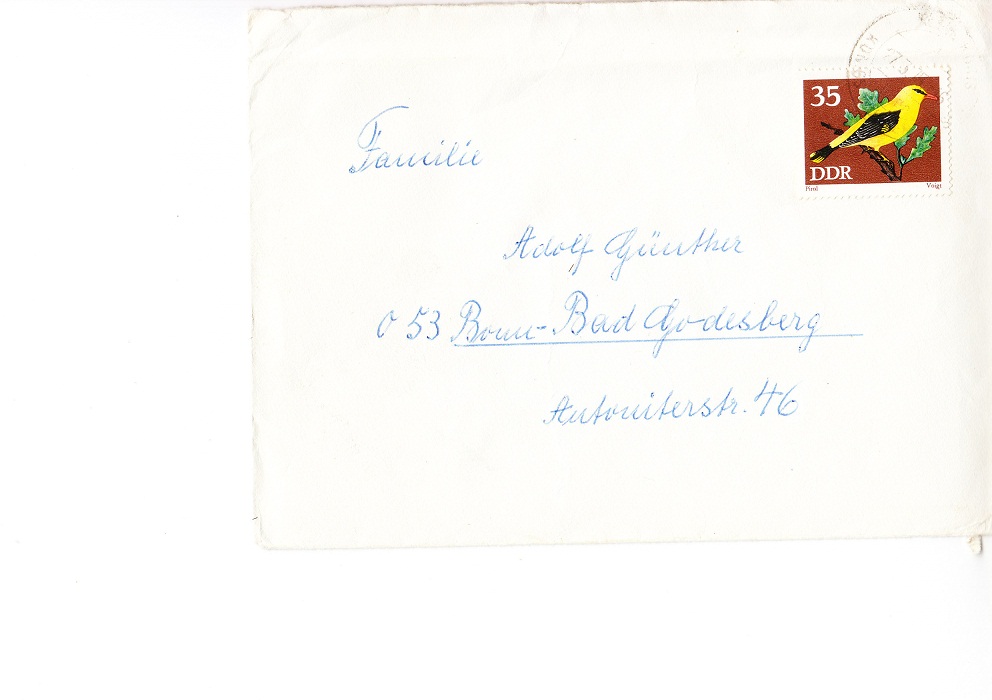 35
DDR
Pirol Voigt
Familie
Adolf Günther
0 53 Bonn-Bad Godesberg
Antoniterstr. 46